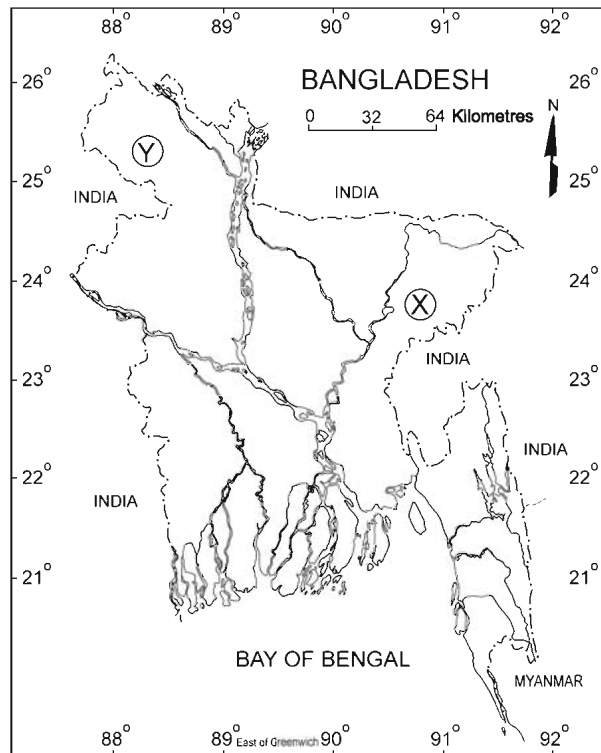 88° 89° 90° 91° 92°
26° 26°
BANGLADESH
0 32 64 Kilometres
N
Y
25° 25°
INDIA INDIA
24° 24°
X
23° 23°
INDIA
22° 22°
INDIA INDIA
21° 21°
BAY OF BENGAL
MYANMAR
88° 89° 90° 91° 92°
East of Greenwich